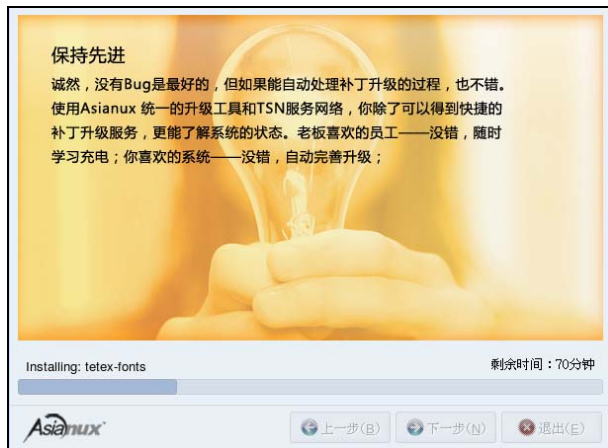 保持先进
诚然，没有Bug是最好的，但如果能自动处理补丁升级的过程，也不错。
使用Asianux 统一的升级工具和TSN服务网络，你除了可以得到快捷的
补丁升级服务，更能了解系统的状态。老板喜欢的员工——没错，随时
学习充电；你喜欢的系统——没错，自动完善升级；
Installing: tetex-fonts
剩余时间：70分钟
Asianux
上一步(B)
下一步(N)
退出(E)